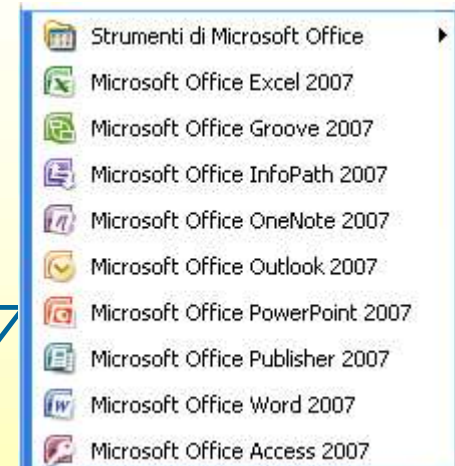 Strumenti di Microsoft Office
Microsoft Office Excel 2007
Microsoft Office Groove 2007
Microsoft Office InfoPath 2007
Microsoft Office OneNote 2007
Microsoft Office Outlook 2007
Microsoft Office PowerPoint 2007
Microsoft Office Publisher 2007
Microsoft Office Word 2007
Microsoft Office Access 2007